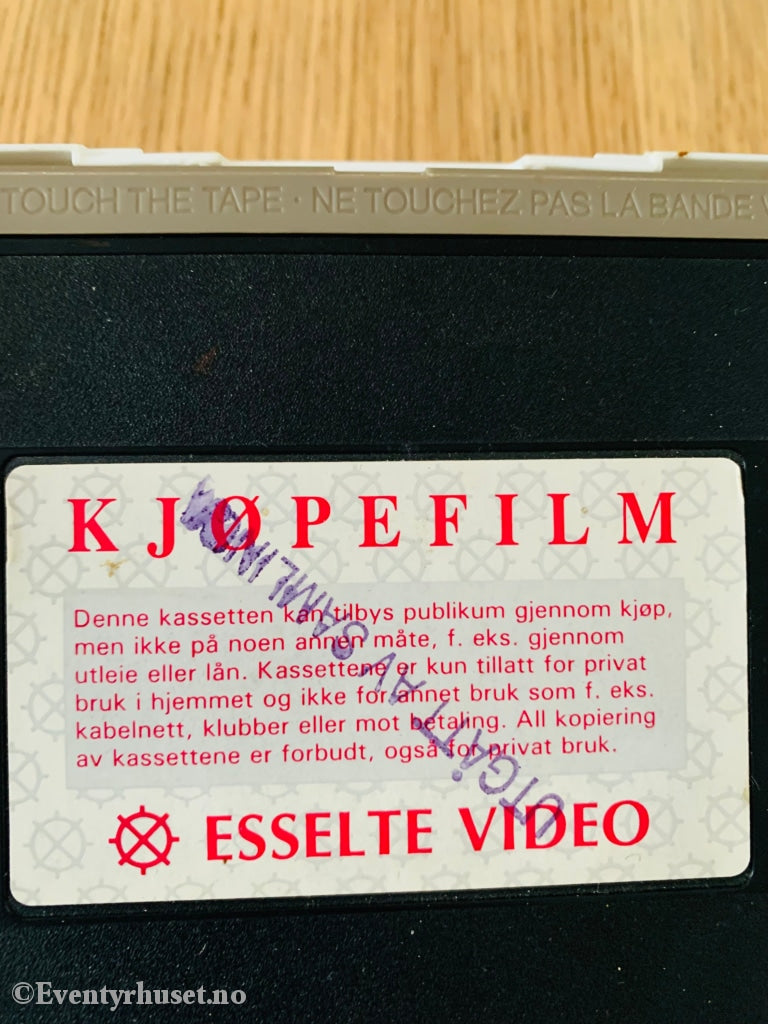 TOUCH THE TAPE · NE TOUCHEZ PAS LA BANDE
KJØPEFILM
Denne kassetten kan tilbys publikum gjennom kjøp,
men ikke på noen annen måte, f. eks. gjennom
utleie eller lån. Kassettene er kun tillatt for privat
bruk i hjemmet og ikke for annet bruk som f. eks.
kabelnett, klubber eller mot betaling. All kopiering
av kassettene er forbudt, også for privat bruk.
ESSELTE VIDEO
UTGÅTT AV SAMLINGA
©Eventyrhuset.no